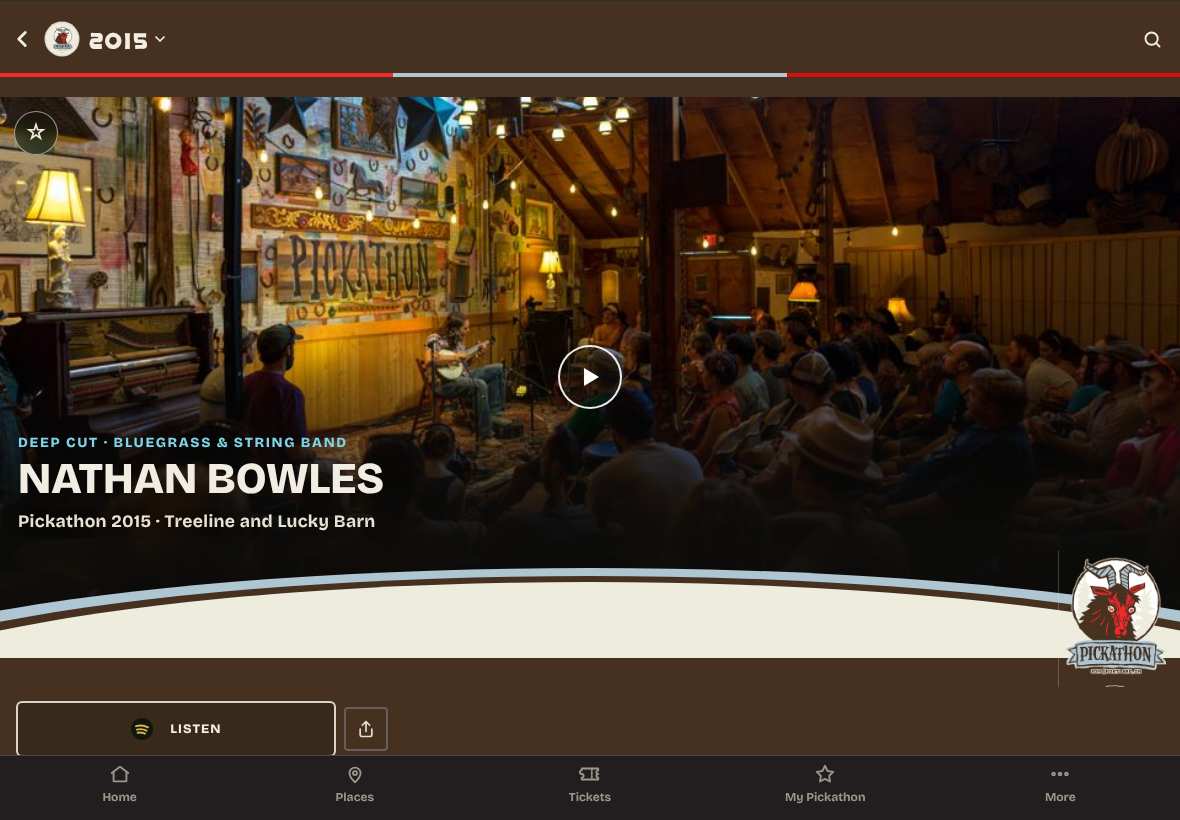 2015
PICKATHON
DEEP CUT · BLUEGRASS & STRING BAND
NATHAN BOWLES
Pickathon 2015 · Treeline and Lucky Barn
PICKATHON
LISTEN
Home
Places
Tickets
My Pickathon
More